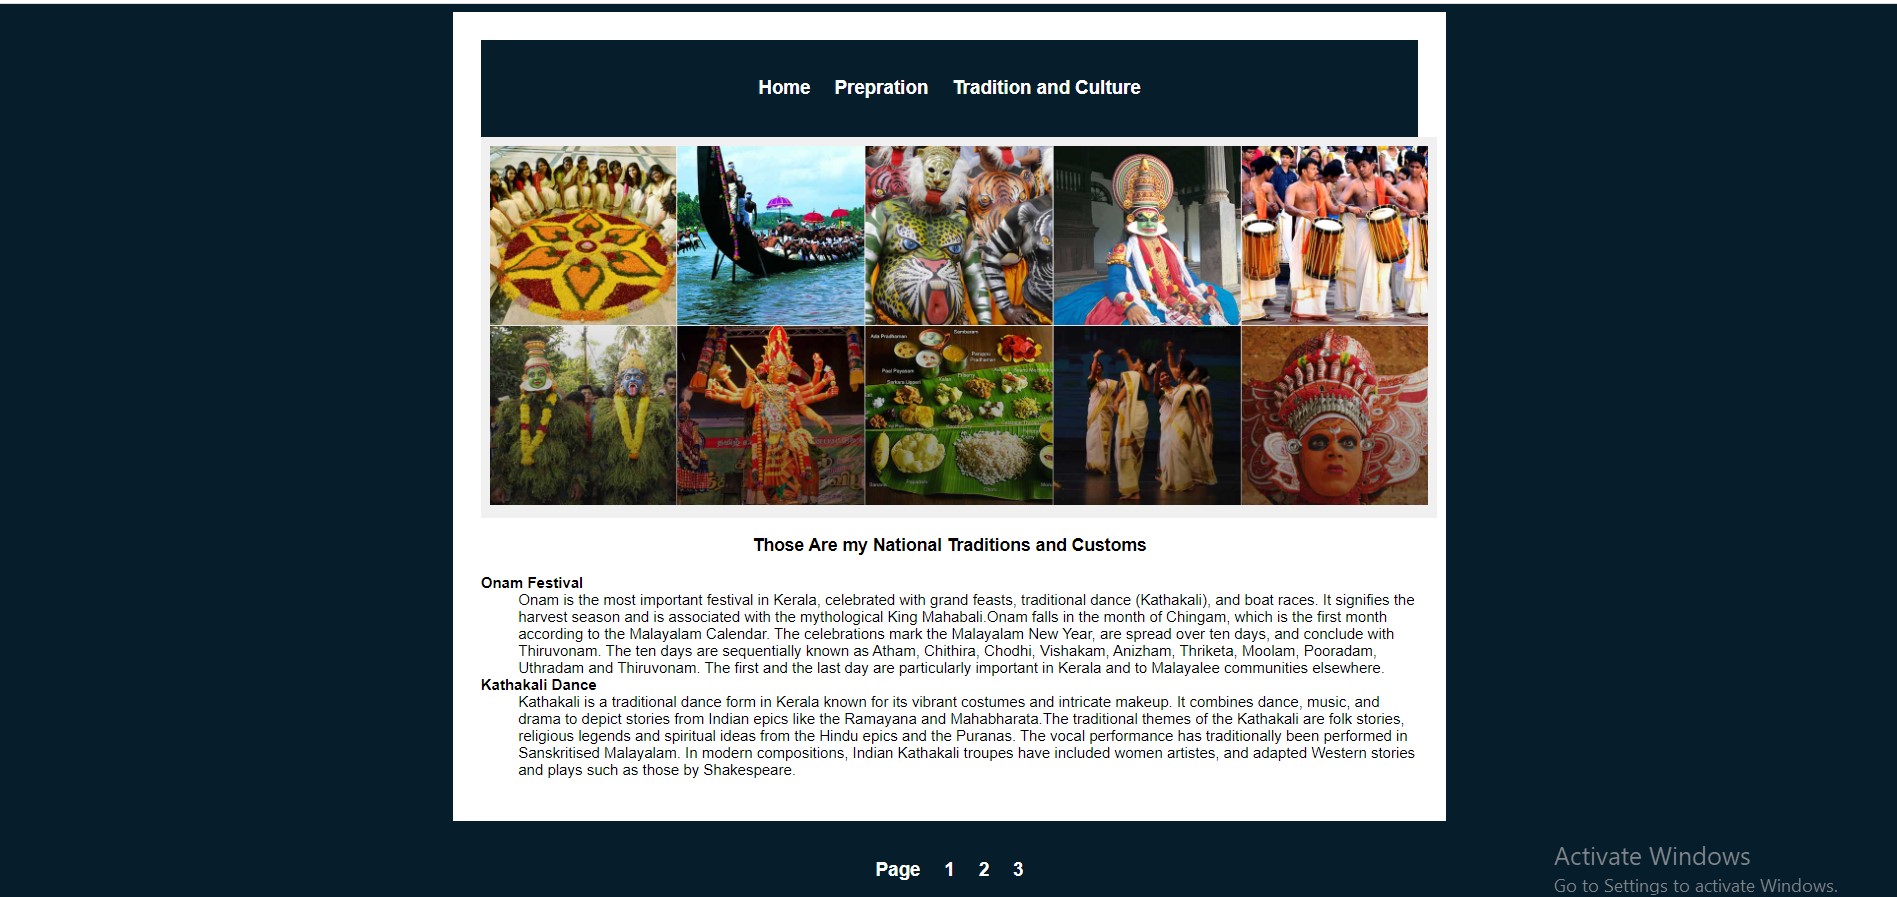 Home Prepration Tradition and Culture
Ada Pradhaman
Sambaram
Palada Pradhaman
Paal Payasam
Sarkara Upperi
Kalan
Those Are my National Traditions and Customs
Onam Festival
Onam is the most important festival in Kerala, celebrated with grand feasts, traditional dance (Kathakali), and boat races. It signifies the
harvest season and is associated with the mythological King Mahabali.Onam falls in the month of Chingam, which is the first month
according to the Malayalam Calendar. The celebrations mark the Malayalam New Year, are spread over ten days, and conclude with
Thiruvonam. The ten days are sequentially known as Atham, Chithira, Chodhi, Vishakam, Anizham, Thriketa, Moolam, Pooradam,
Uthradam and Thiruvonam. The first and the last day are particularly important in Kerala and to Malayalee communities elsewhere.
Kathakali Dance
Kathakali is a traditional dance form in Kerala known for its vibrant costumes and intricate makeup. It combines dance, music, and
drama to depict stories from Indian epics like the Ramayana and Mahabharata.The traditional themes of the Kathakali are folk stories,
religious legends and spiritual ideas from the Hindu epics and the Puranas. The vocal performance has traditionally been performed in
Sanskritised Malayalam. In modern compositions, Indian Kathakali troupes have included women artistes, and adapted Western stories
and plays such as those by Shakespeare.
Activate Windows
Page 1 2 3
Go to Settings to activate Windows.